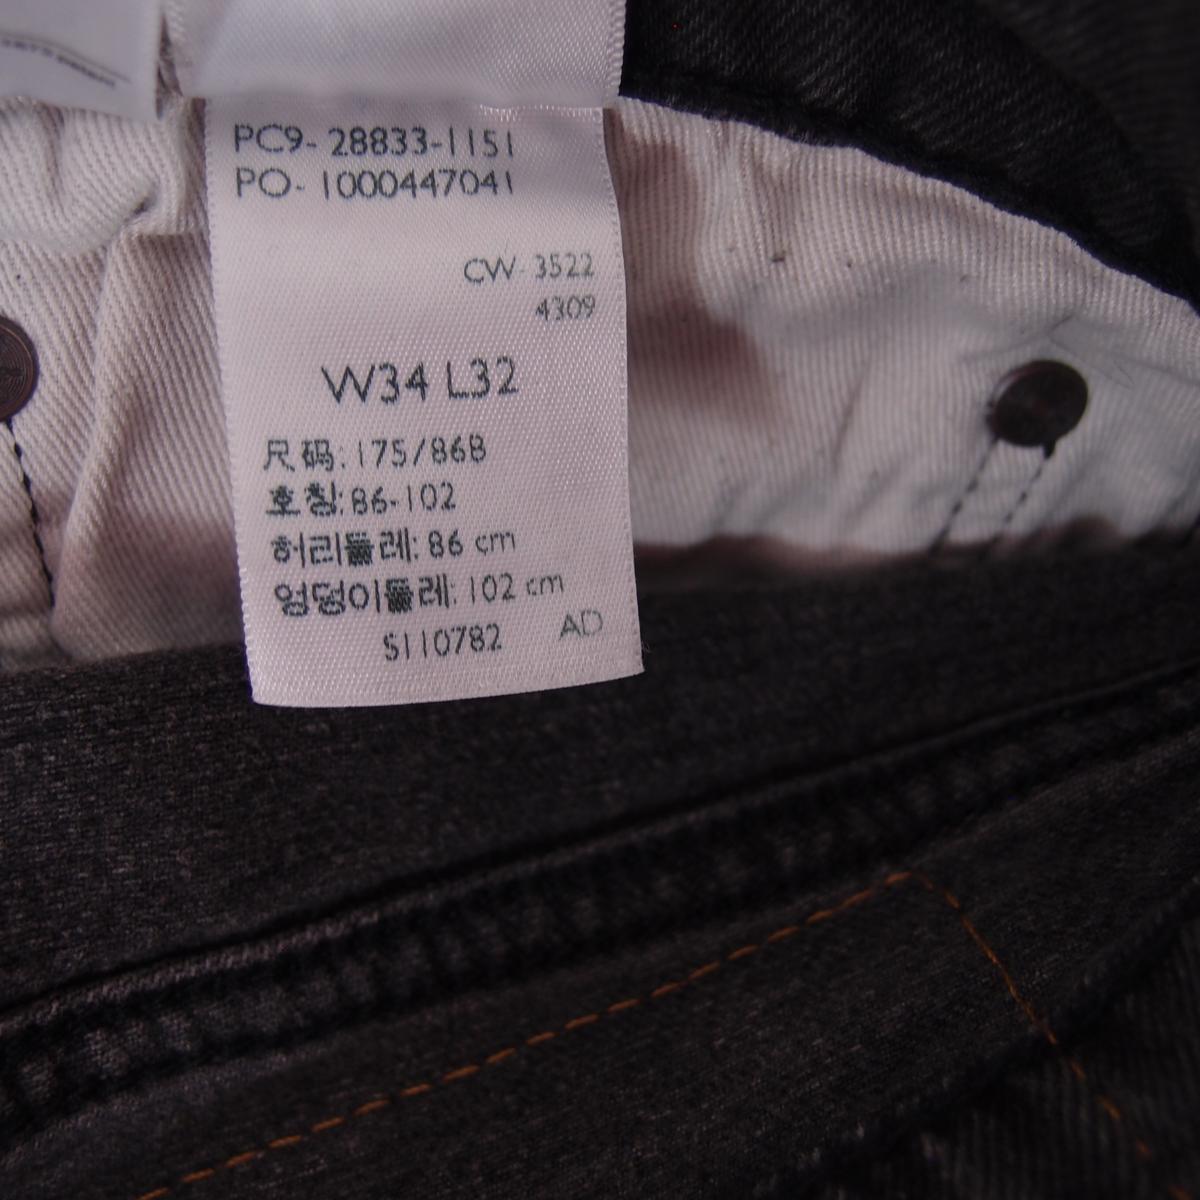 PC9- 28833-1151
PO- 1000447041
CW- 3522
4309
W34 L32
尺码: 175/86B
호칭: 86-102
허리둘레: 86 cm
엉덩이둘레: 102 cm
S110782 AD